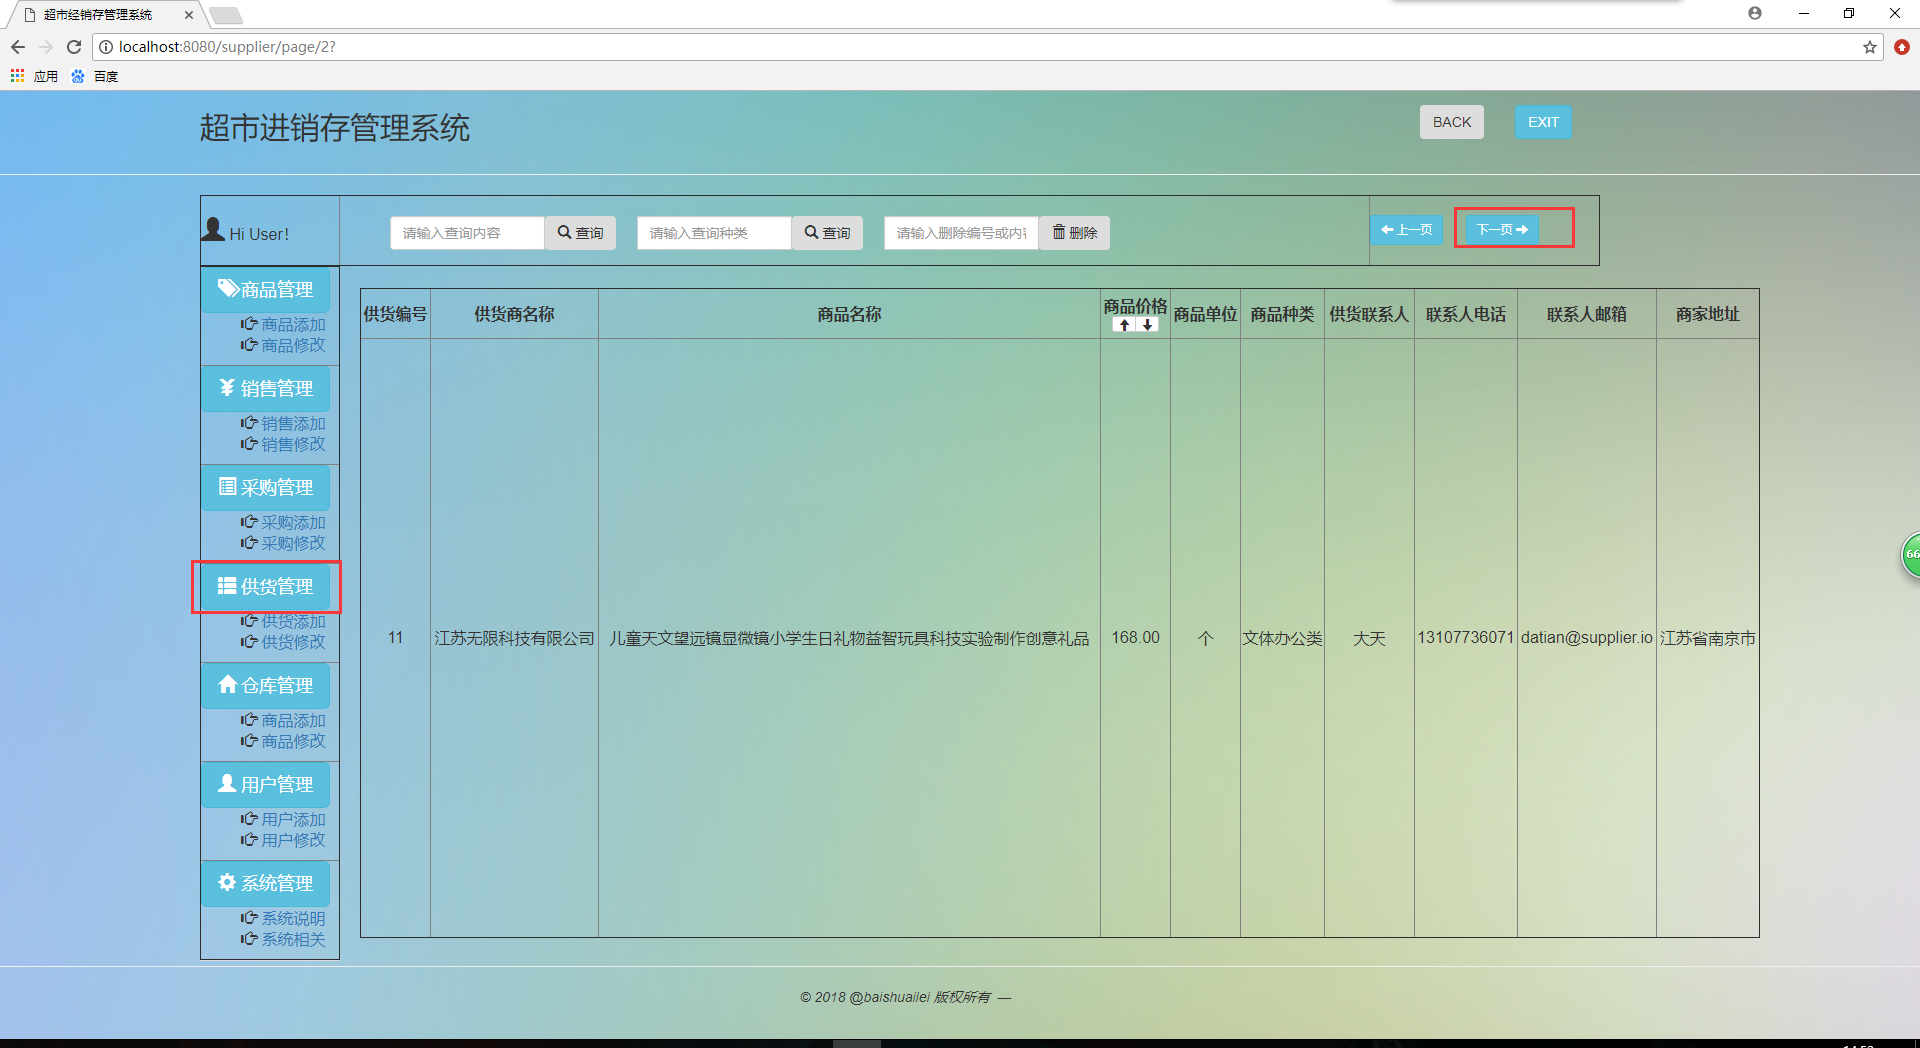 超市经销存管理系统
localhost:8080/supplier/page/2?
应用 百度
超市进销存管理系统
BACK EXIT
Hi User!
请输入查询内容 查询 请输入查询种类 查询 请输入删除编号或内容 删除
上一页 下一页
商品管理
商品添加
商品修改
销售管理
销售添加
销售修改
采购管理
采购添加
采购修改
供货管理
供货添加
供货修改
仓库管理
商品添加
商品修改
用户管理
用户添加
用户修改
系统管理
系统说明
系统相关
供货编号 供货商名称 商品名称 商品价格 商品单位 商品种类 供货联系人 联系人电话 联系人邮箱 商家地址
11 江苏无限科技有限公司 儿童天文望远镜显微镜小学生日礼物益智玩具科技实验制作创意礼品 168.00 个 文体办公类 大天 13107736071 datian@supplier.io 江苏省南京市
66
© 2018 @baishuailei 版权所有 —